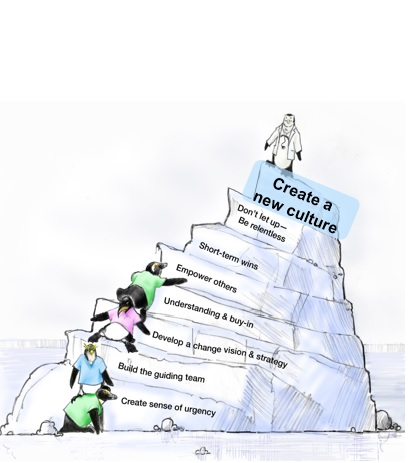 Create a
new culture
Don't let up—
Be relentless
Short-term wins
Empower others
Understanding & buy-in
Develop a change vision & strategy
Build the guiding team
Create sense of urgency